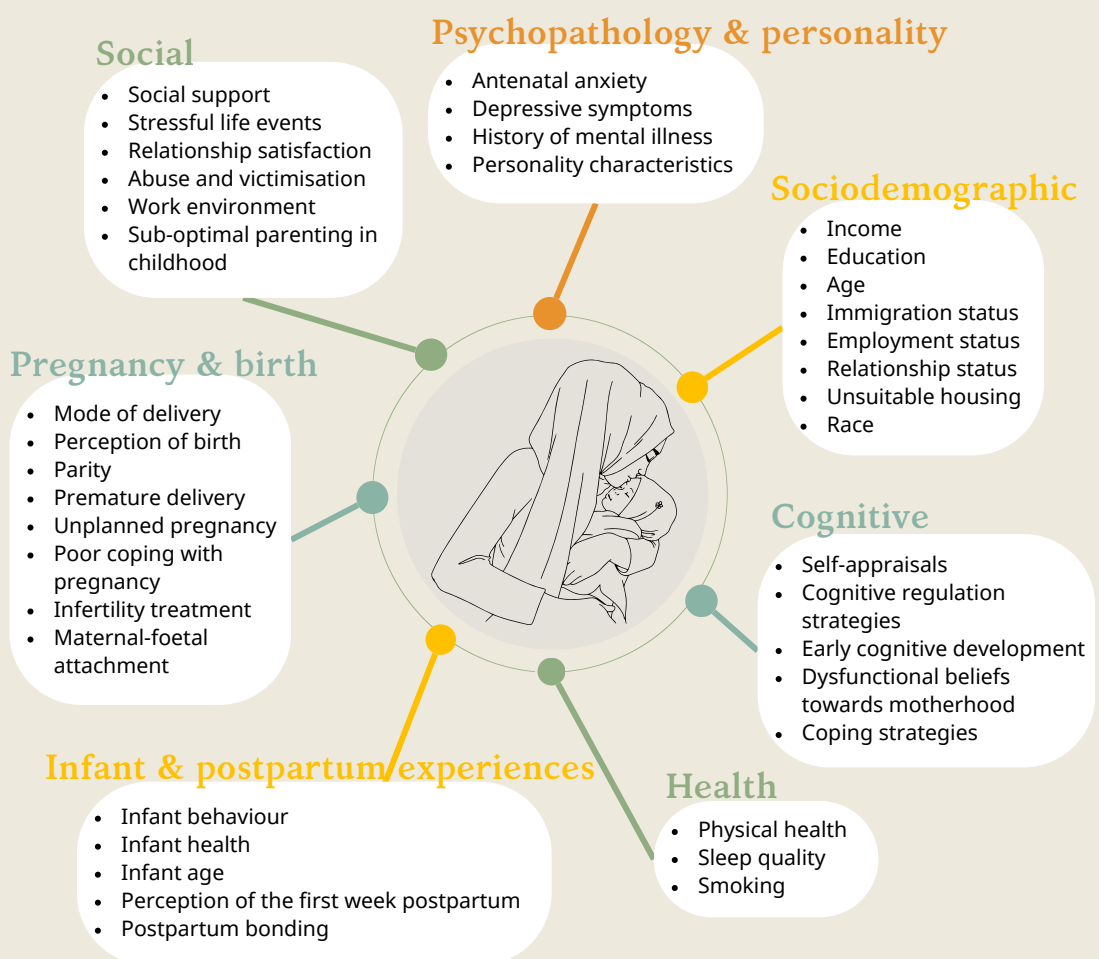 Social
• Social support
• Stressful life events
• Relationship satisfaction
• Abuse and victimisation
• Work environment
• Sub-optimal parenting in
childhood
Psychopathology & personality
• Antenatal anxiety
• Depressive symptoms
• History of mental illness
• Personality characteristics
Sociodemographic
• Income
• Education
• Age
• Immigration status
• Employment status
• Relationship status
• Unsuitable housing
• Race
Pregnancy & birth
• Mode of delivery
• Perception of birth
• Parity
• Premature delivery
• Unplanned pregnancy
• Poor coping with
pregnancy
• Infertility treatment
• Maternal-foetal
attachment
Cognitive
• Self-appraisals
• Cognitive regulation
strategies
• Early cognitive development
• Dysfunctional beliefs
towards motherhood
• Coping strategies
Infant & postpartum experiences
• Infant behaviour
• Infant health
• Infant age
• Perception of the first week postpartum
• Postpartum bonding
Health
• Physical health
• Sleep quality
• Smoking